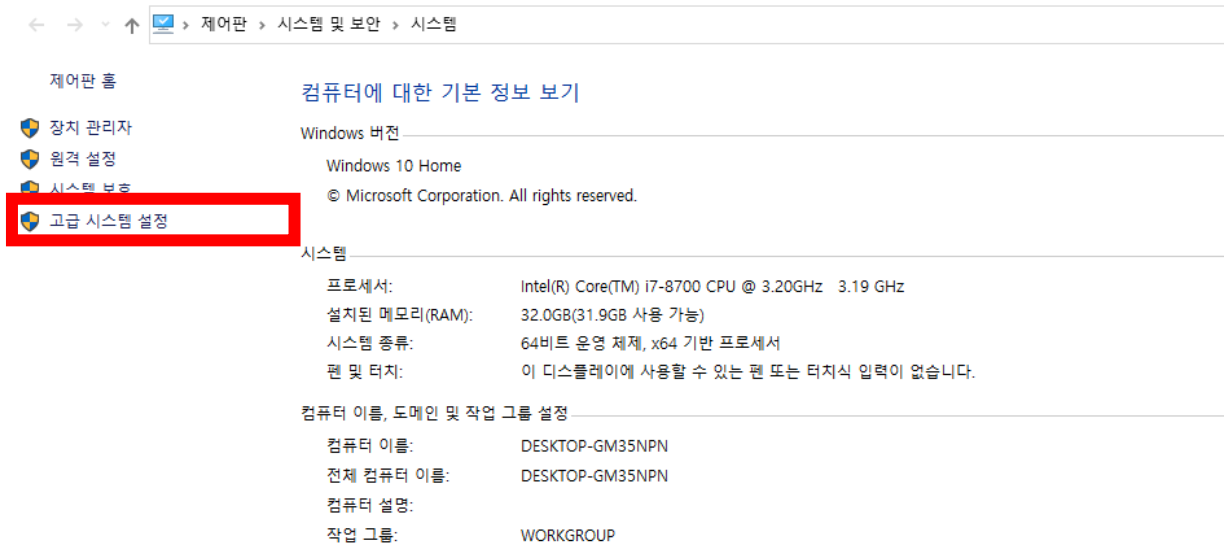 제어판 > 시스템 및 보안 > 시스템
제어판 홈
장치 관리자
원격 설정
시스템 보호
고급 시스템 설정
컴퓨터에 대한 기본 정보 보기
Windows 버전
Windows 10 Home
© Microsoft Corporation. All rights reserved.
시스템
프로세서: Intel(R) Core(TM) i7-8700 CPU @ 3.20GHz 3.19 GHz
설치된 메모리(RAM): 32.0GB(31.9GB 사용 가능)
시스템 종류: 64비트 운영 체제, x64 기반 프로세서
펜 및 터치: 이 디스플레이에 사용할 수 있는 펜 또는 터치식 입력이 없습니다.
컴퓨터 이름, 도메인 및 작업 그룹 설정
컴퓨터 이름: DESKTOP-GM35NPN
전체 컴퓨터 이름: DESKTOP-GM35NPN
컴퓨터 설명:
작업 그룹: WORKGROUP